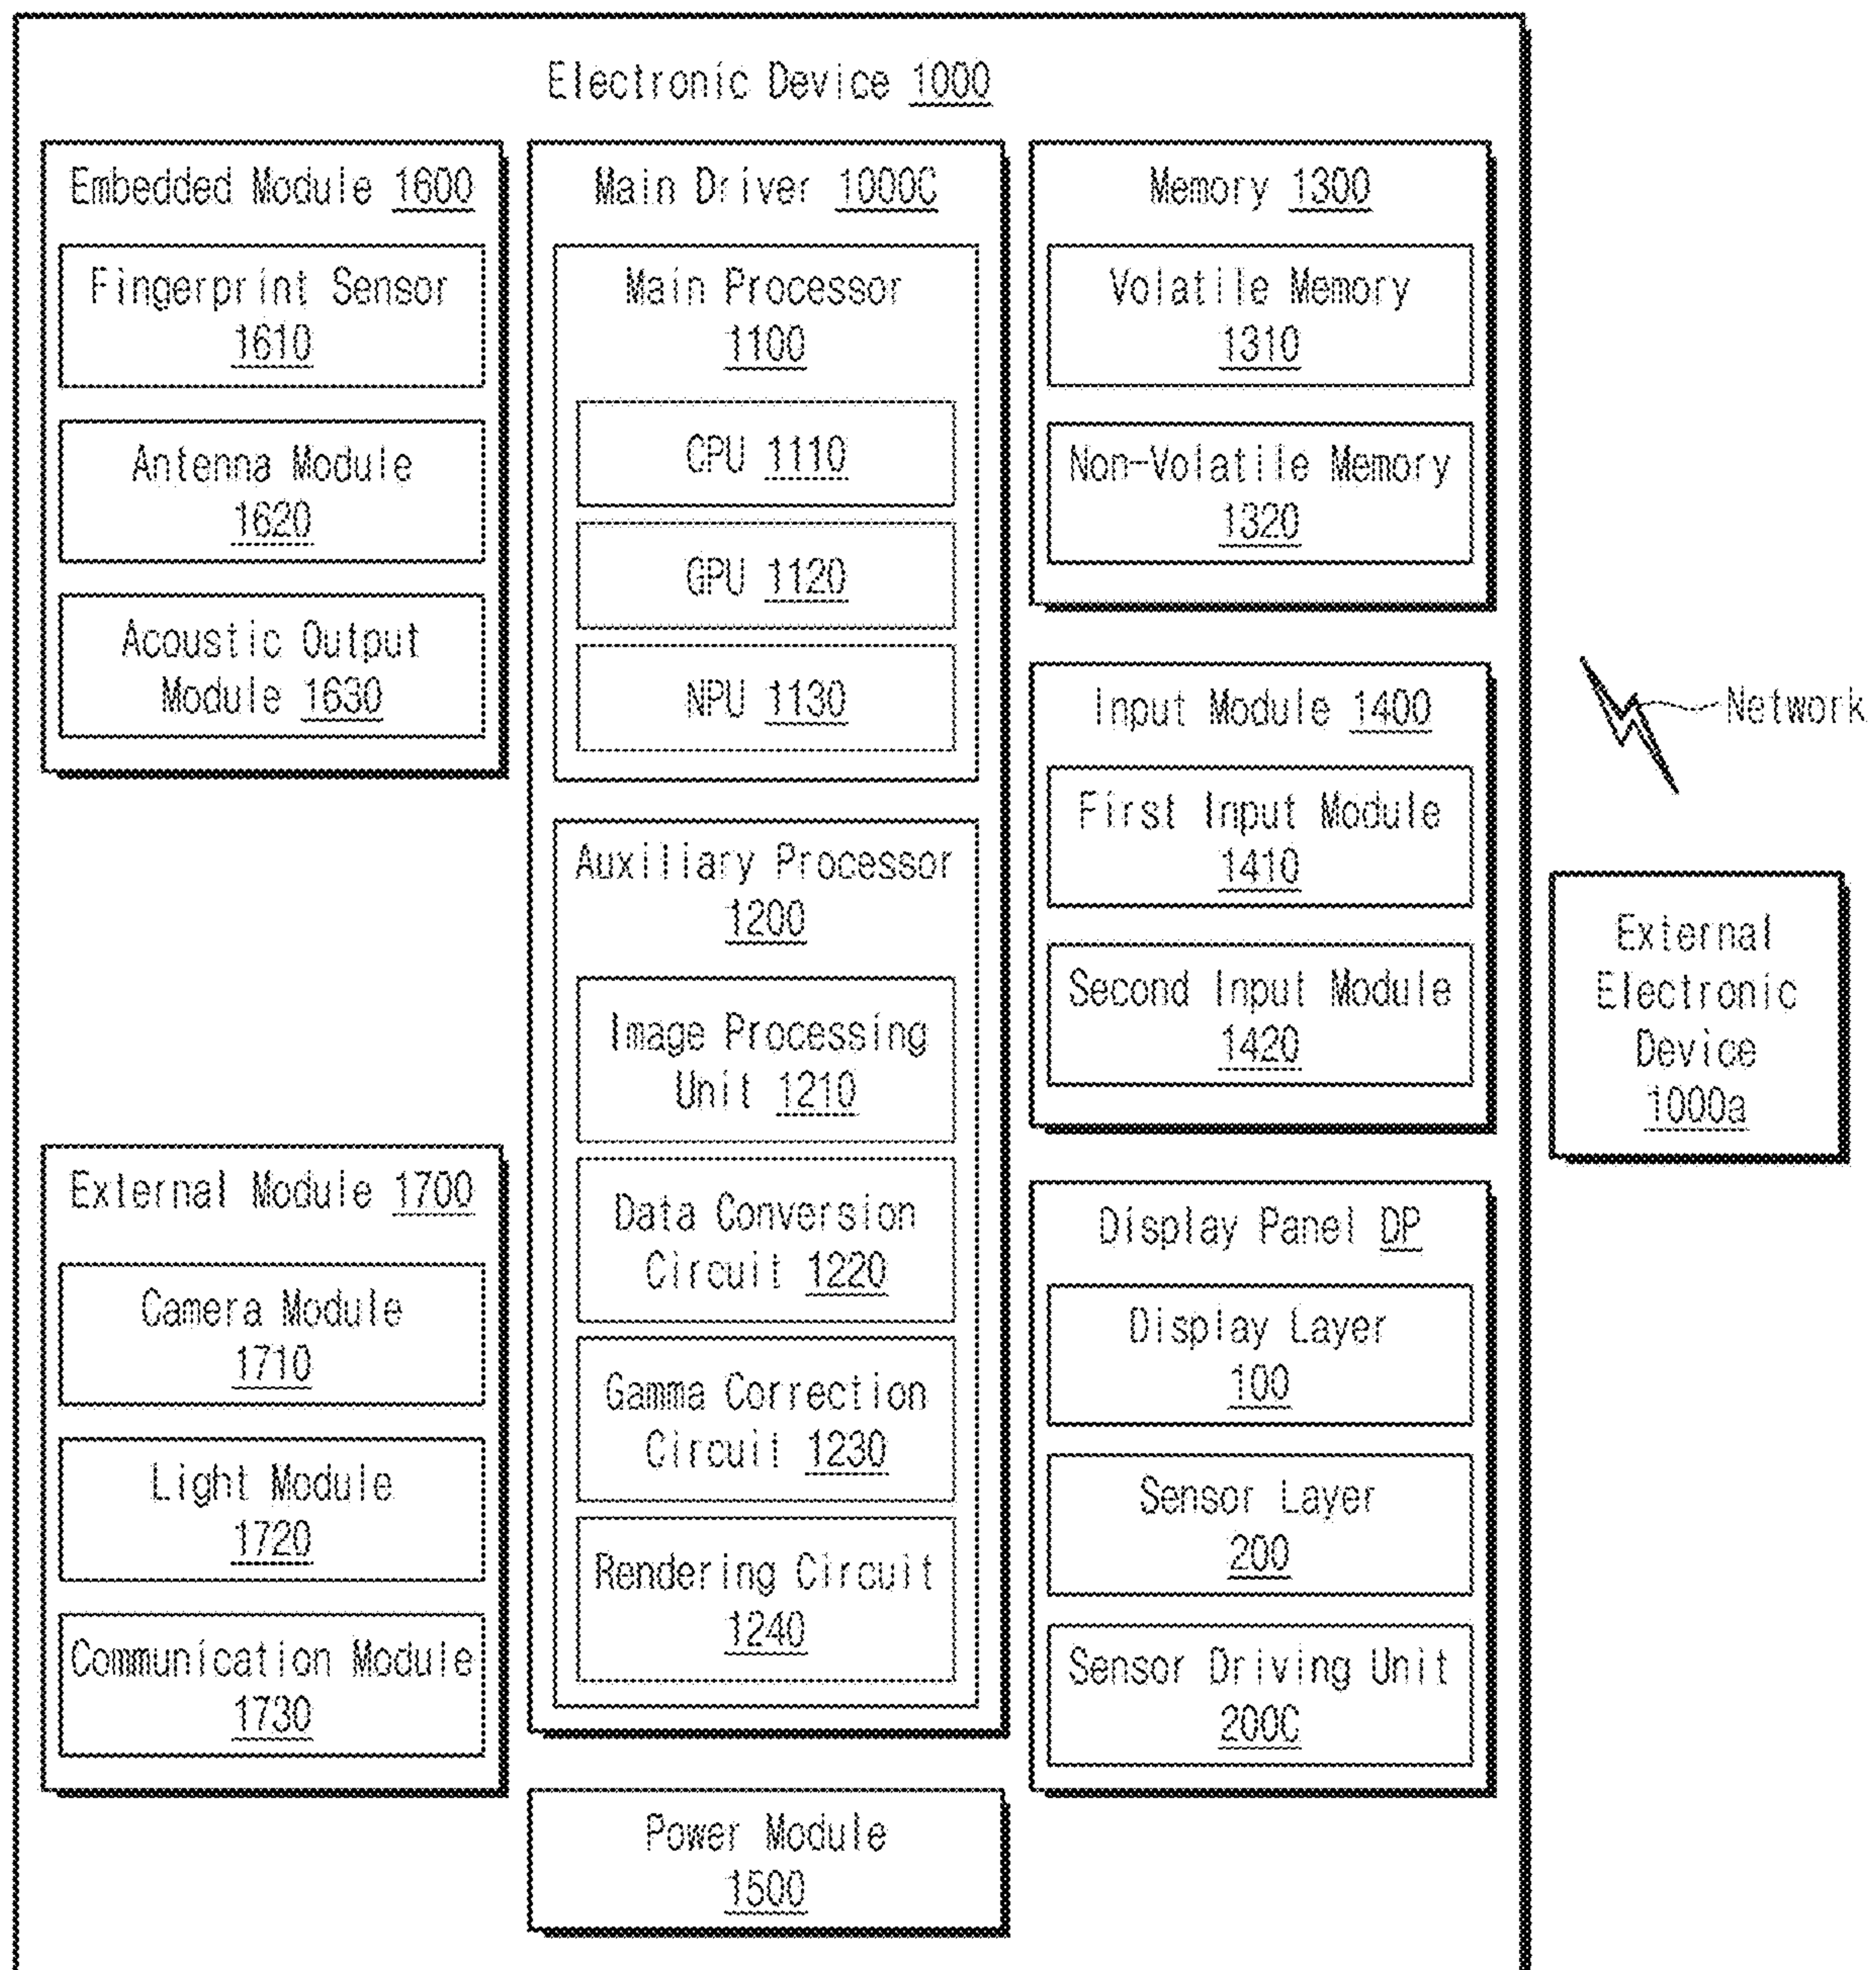 Electronic Device 1000
Embedded Module 1600
Fingerprint Sensor
1610
Antenna Module
1620
Acoustic Output
Module 1630
External Module 1700
Camera Module
1710
Light Module
1720
Communication Module
1730
Main Driver 1000C
Main Processor
1100
CPU 1110
GPU 1120
NPU 1130
Auxiliary Processor
1200
Image Processing
Unit 1210
Data Conversion
Circuit 1220
Gamma Correction
Circuit 1230
Rendering Circuit
1240
Power Module
1500
Memory 1300
Volatile Memory
1310
Non-Volatile Memory
1320
Input Module 1400
First Input Module
1410
Second Input Module
1420
Display Panel DP
Display Layer
100
Sensor Layer
200
Sensor Driving Unit
200C
Network
External
Electronic
Device
1000a